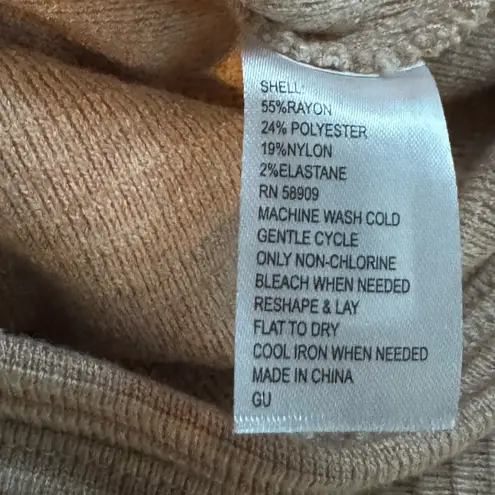 SHELL:
55%RAYON
24% POLYESTER
19%NYLON
2%ELASTANE
RN 58909
MACHINE WASH COLD
GENTLE CYCLE
ONLY NON-CHLORINE
BLEACH WHEN NEEDED
RESHAPE & LAY
FLAT TO DRY
COOL IRON WHEN NEEDED
MADE IN CHINA
GU